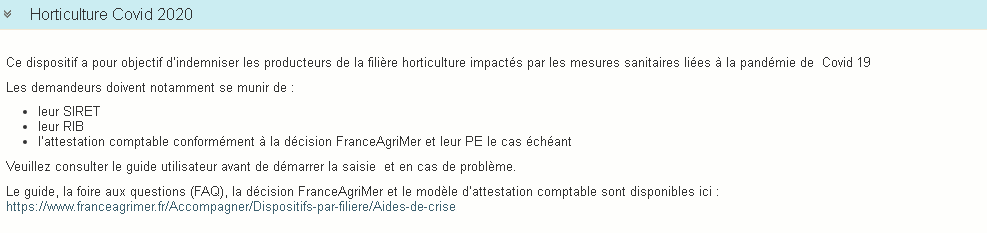 Horticulture Covid 2020
Ce dispositif a pour objectif d'indemniser les producteurs de la filière horticulture impactés par les mesures sanitaires liées à la pandémie de  Covid 19
Les demandeurs doivent notamment se munir de :
• leur SIRET
• leur RIB
• l'attestation comptable conformément à la décision FranceAgriMer et leur PE le cas échéant
Veuillez consulter le guide utilisateur avant de démarrer la saisie  et en cas de problème.
Le guide, la foire aux questions (FAQ), la décision FranceAgriMer et le modèle d'attestation comptable sont disponibles ici :
https://www.franceagrimer.fr/Accompagner/Dispositifs-par-filiere/Aides-de-crise